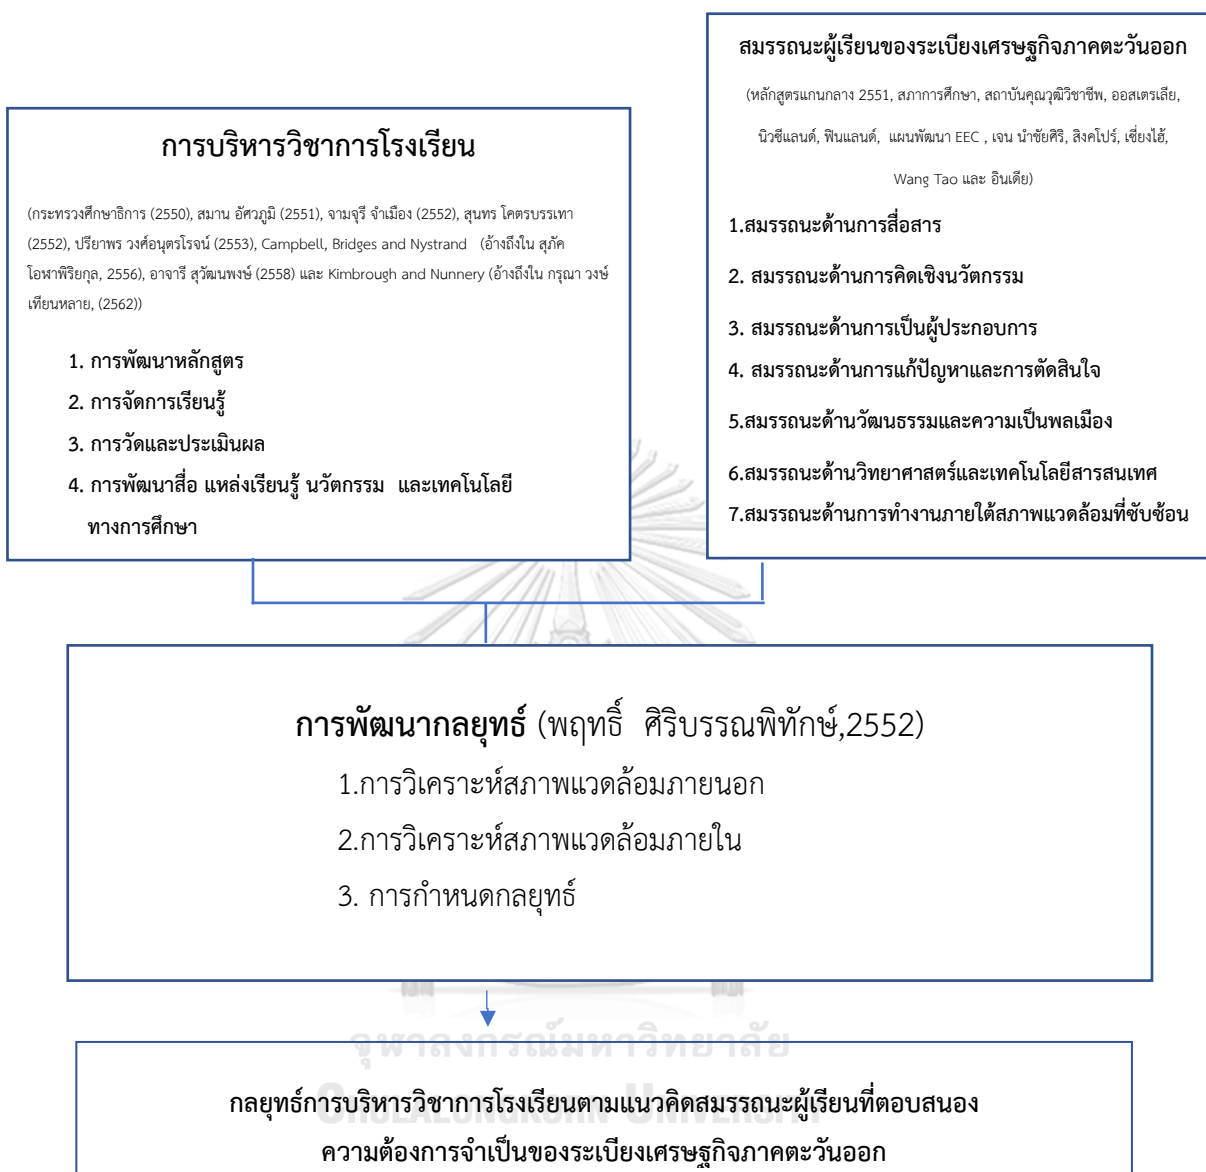 สมรรถนะผู้เรียนของระเบียงเศรษฐกิจภาคตะวันออก
(หลักสูตรแกนกลาง 2551, สภาการศึกษา, สถาบันคุณวุฒิวิชาชีพ, ออสเตรเลีย,
นิวซีแลนด์, ฟินแลนด์, แผนพัฒนา EEC , เจน นำชัยศิริ, สิงคโปร์, เซี่ยงไฮ้,
Wang Tao และ อินเดีย)
1.สมรรถนะด้านการสื่อสาร
2. สมรรถนะด้านการคิดเชิงนวัตกรรม
3. สมรรถนะด้านการเป็นผู้ประกอบการ
4. สมรรถนะด้านการแก้ปัญหาและการตัดสินใจ
5.สมรรถนะด้านวัฒนธรรมและความเป็นพลเมือง
6.สมรรถนะด้านวิทยาศาสตร์และเทคโนโลยีสารสนเทศ
7.สมรรถนะด้านการทำงานภายใต้สภาพแวดล้อมที่ซับซ้อน
การบริหารวิชาการโรงเรียน
(กระทรวงศึกษาธิการ (2550), สมาน อัศวภูมิ (2551), จามจุรี จำเมือง (2552), สุนทร โคตรบรรเทา
(2552), ปรียาพร วงศ์อนุตรโรจน์ (2553), Campbell, Bridges and Nystrand (อ้างถึงใน สุภัค
โอฬาพิริยกุล, 2556), อาจารี สุวัฒนพงษ์ (2558) และ Kimbrough and Nunnery (อ้างถึงใน กรุณา วงษ์
เทียนหลาย, (2562))
1. การพัฒนาหลักสูตร
2. การจัดการเรียนรู้
3. การวัดและประเมินผล
4. การพัฒนาสื่อ แหล่งเรียนรู้ นวัตกรรม และเทคโนโลยี
ทางการศึกษา
การพัฒนากลยุทธ์ (พฤทธิ์ ศิริบรรณพิทักษ์,2552)
1.การวิเคราะห์สภาพแวดล้อมภายนอก
2.การวิเคราะห์สภาพแวดล้อมภายใน
3. การกำหนดกลยุทธ์
จุฬาลงกรณ์มหาวิทยาลัย
CHULALONGKORN UNIVERSITY
กลยุทธ์การบริหารวิชาการโรงเรียนตามแนวคิดสมรรถนะผู้เรียนที่ตอบสนอง
ความต้องการจำเป็นของระเบียงเศรษฐกิจภาคตะวันออก